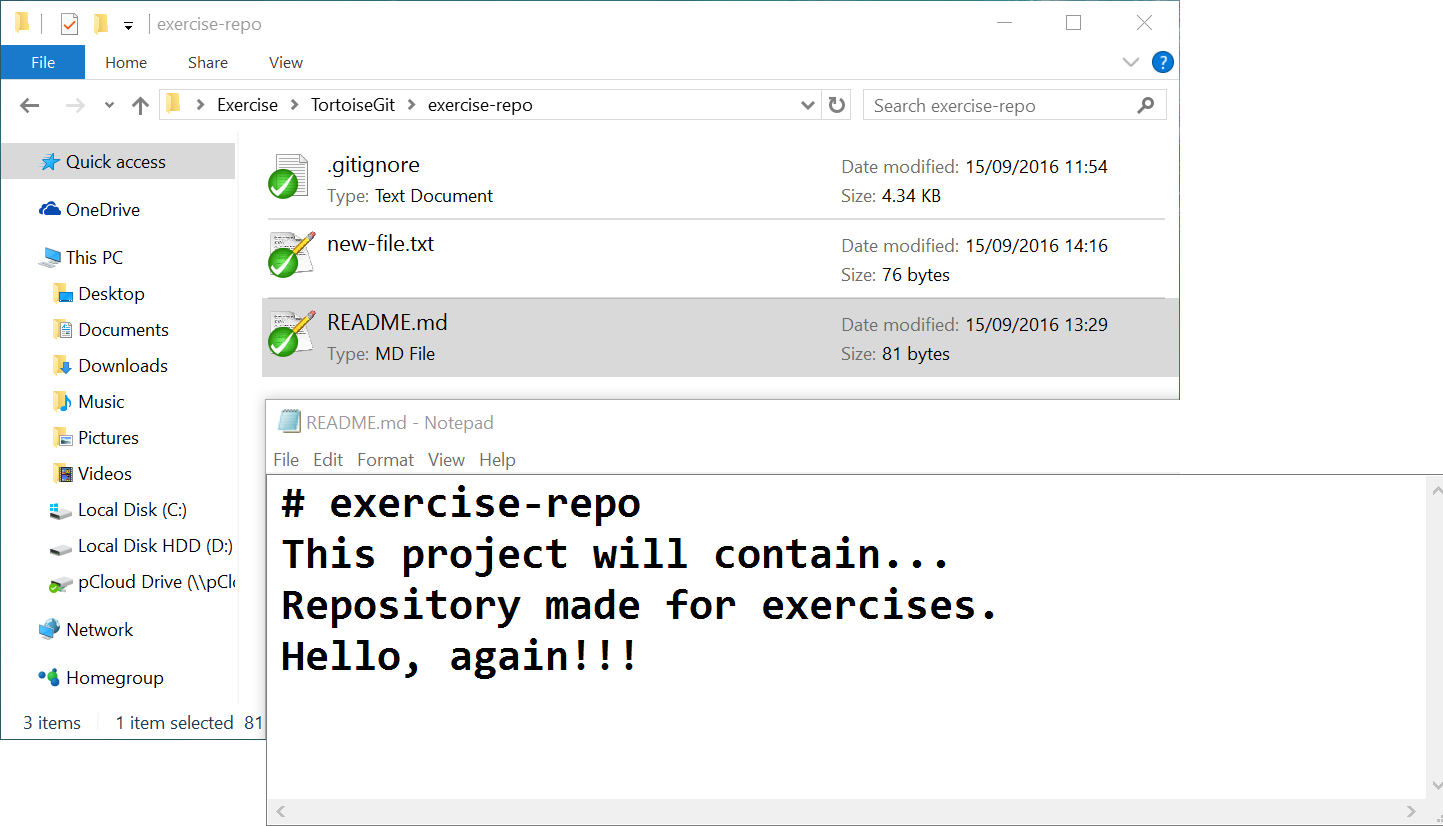 exercise-repo
File Home Share View
Exercise TortoiseGit exercise-repo Search exercise-repo
Quick access
OneDrive
This PC
Desktop
Documents
Downloads
Music
Pictures
Videos
Local Disk (C:)
Local Disk HDD (D:)
pCloud Drive (\\pClo
Network
Homegroup
.gitignore Date modified: 15/09/2016 11:54
Type: Text Document Size: 4.34 KB
new-file.txt Date modified: 15/09/2016 14:16
Size: 76 bytes
README.md Date modified: 15/09/2016 13:29
Type: MD File Size: 81 bytes
3 items 1 item selected 81
README.md - Notepad
File Edit Format View Help
# exercise-repo
This project will contain...
Repository made for exercises.
Hello, again!!!